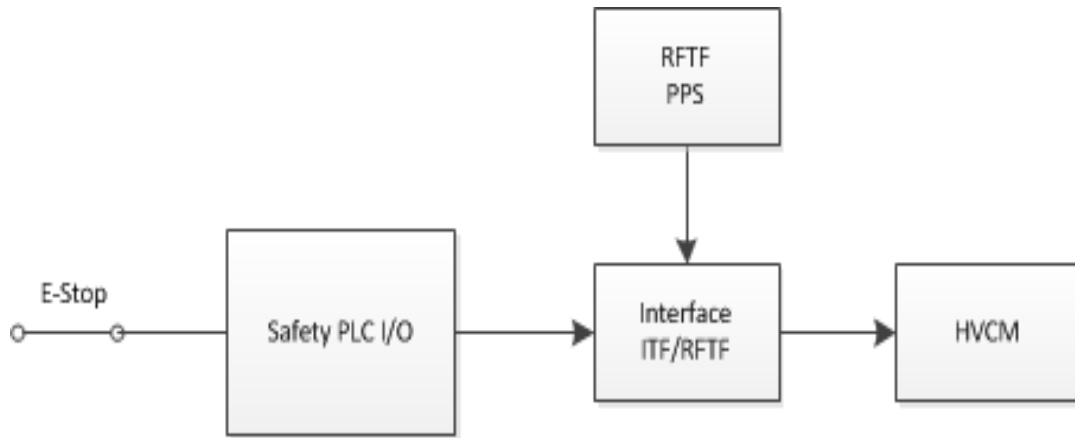 RFTF
PPS
E-Stop
Safety PLC I/O
Interface
ITF/RFTF
HVCM